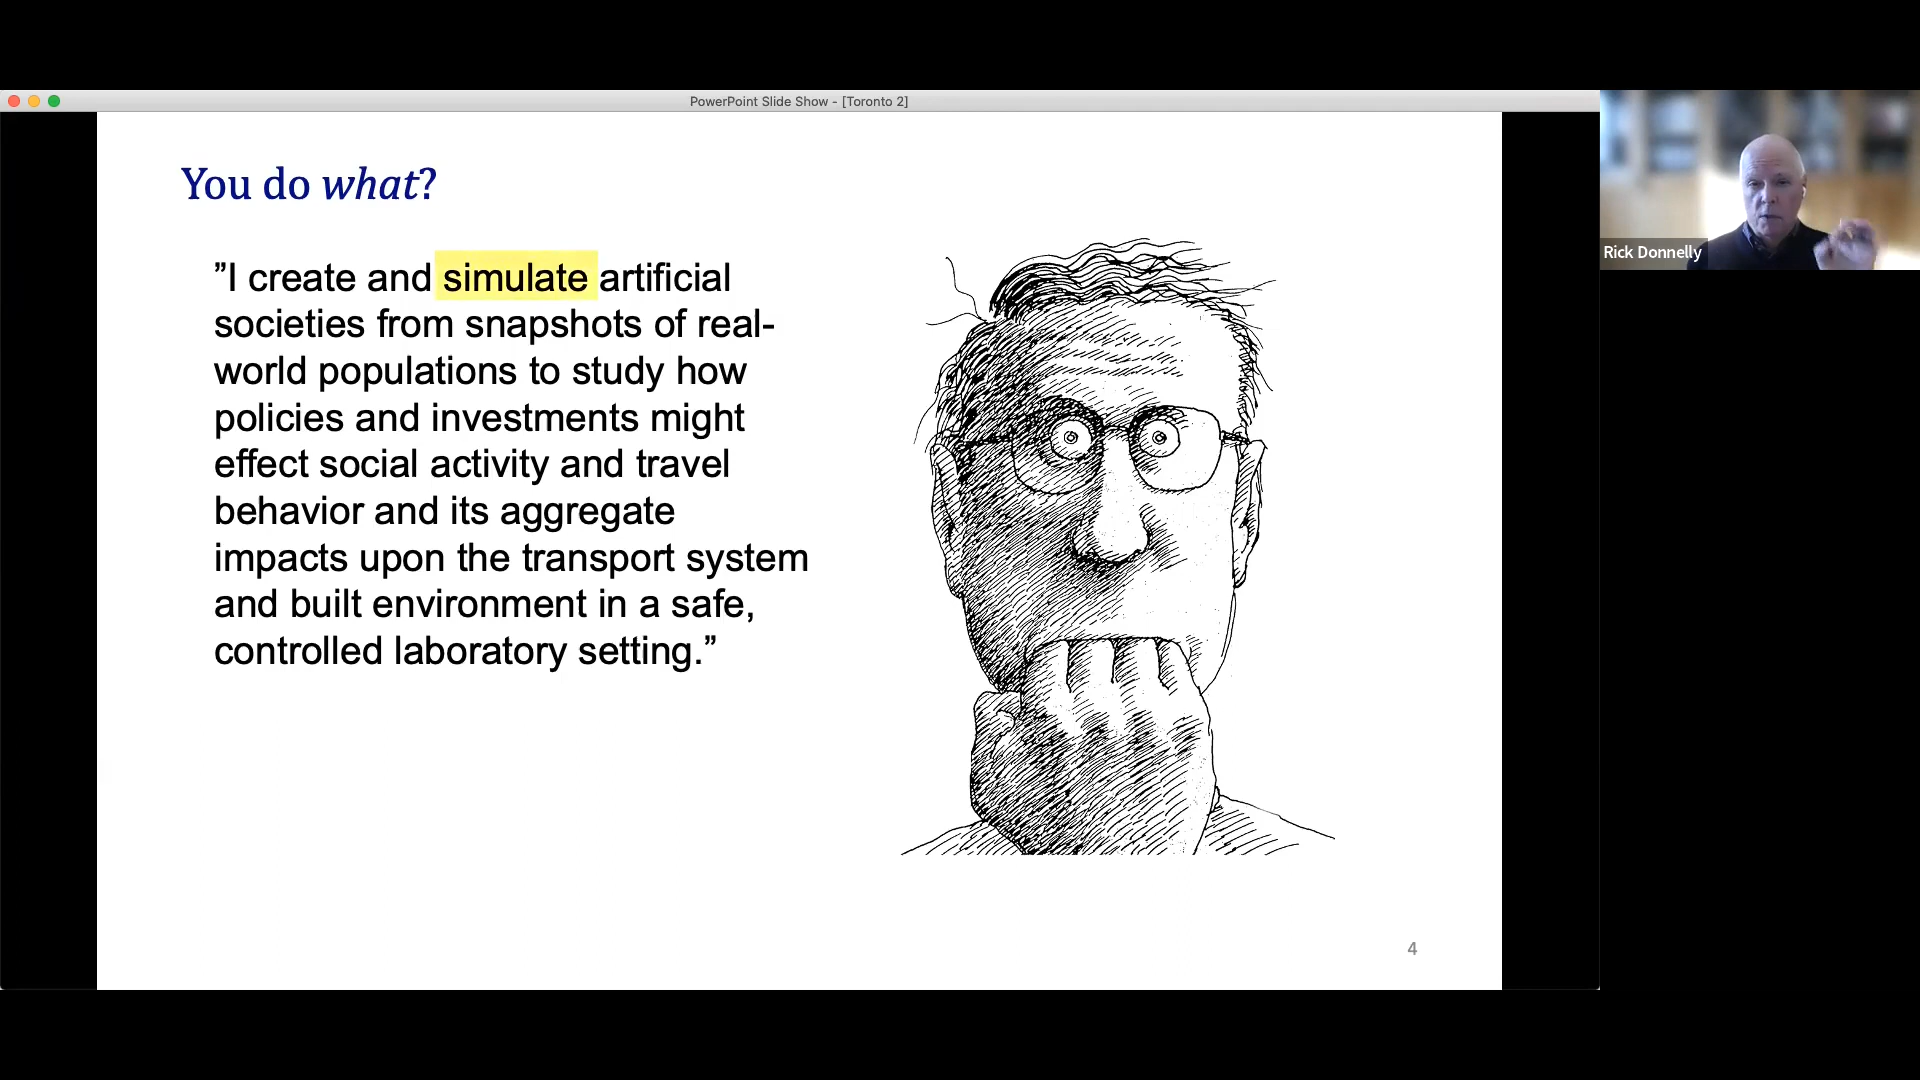 PowerPoint Slide Show - [Toronto 2]
You do what?
”I create and simulate artificial
societies from snapshots of real-
world populations to study how
policies and investments might
effect social activity and travel
behavior and its aggregate
impacts upon the transport system
and built environment in a safe,
controlled laboratory setting.”
4
Rick Donnelly